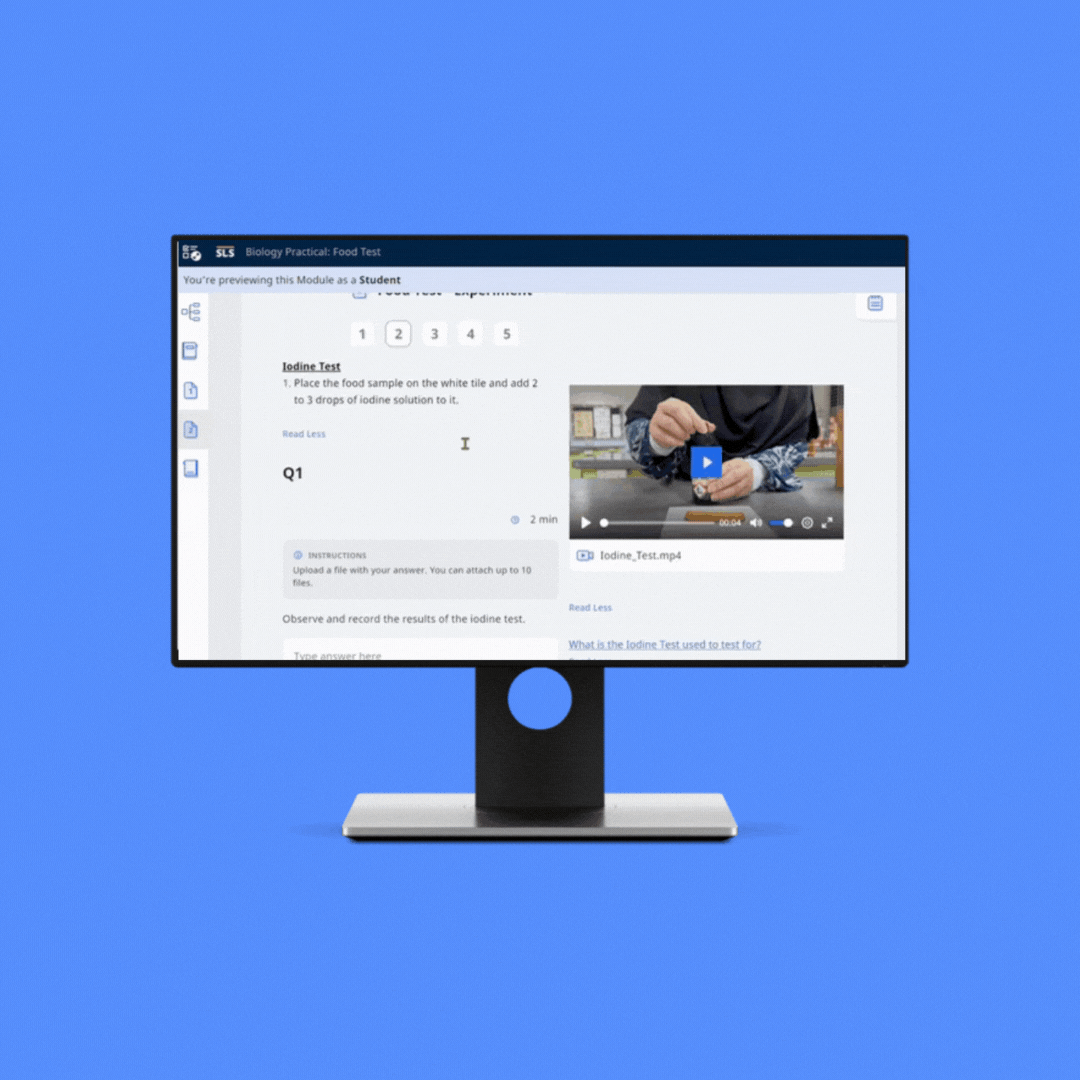 SLS
Biology Practical: Food Test
You're previewing this Module as a Student
Food Test - Experiment
1 2 3 4 5
Iodine Test
1. Place the food sample on the white tile and add 2
to 3 drops of iodine solution to it.
Read Less
Q1
2 min
INSTRUCTIONS
Upload a file with your answer. You can attach up to 10
files.
Observe and record the results of the iodine test.
Type answer here
00:04
Iodine_Test.mp4
Read Less
What is the Iodine Test used to test for?